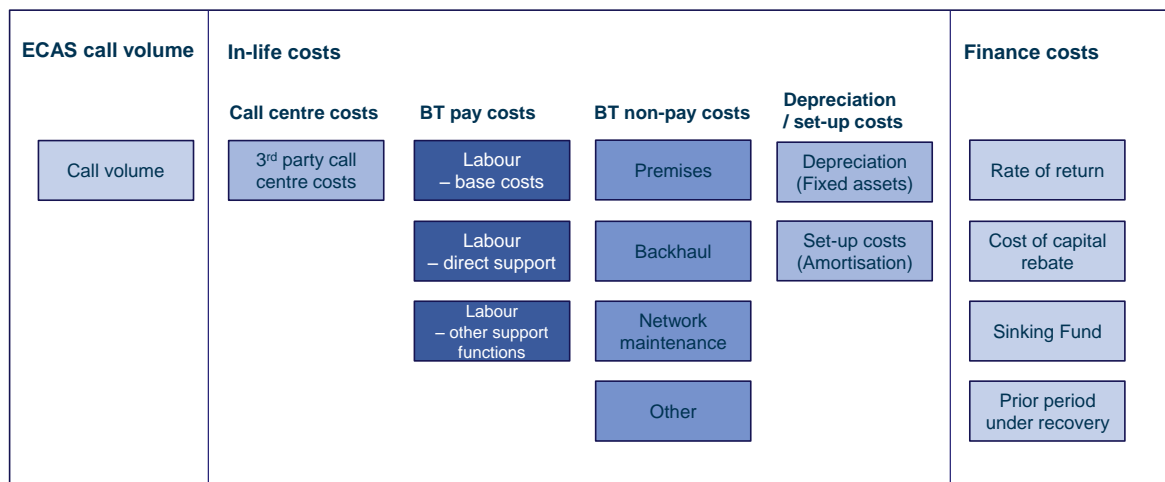 ECAS call volume
In-life costs
Finance costs
Call centre costs
BT pay costs
BT non-pay costs
Depreciation
/ set-up costs
Call volume
3rd party call
centre costs
Labour
– base costs
Premises
Depreciation
(Fixed assets)
Rate of return
Labour
– direct support
Backhaul
Set-up costs
(Amortisation)
Cost of capital
rebate
Labour
– other support
functions
Network
maintenance
Sinking Fund
Other
Prior period
under recovery